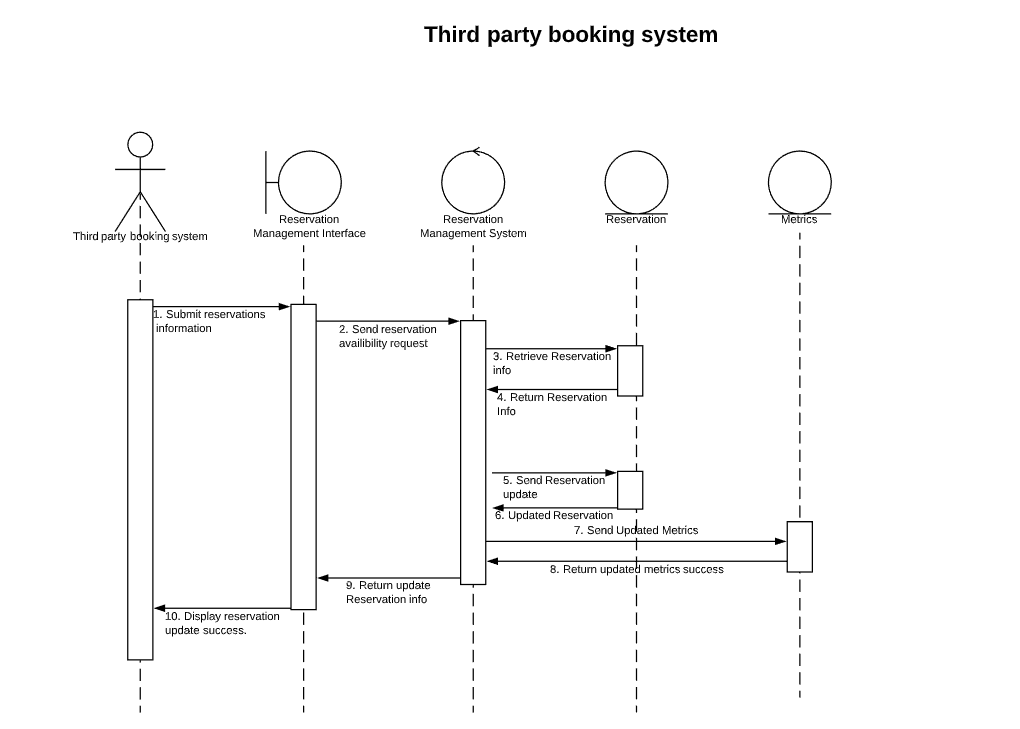 Third party booking system
Third party booking system
Reservation
Management Interface
Reservation
Management System
Reservation
Metrics
1. Submit reservations
information
2. Send reservation
availibility request
3. Retrieve Reservation
info
4. Return Reservation
Info
5. Send Reservation
update
6. Updated Reservation
7. Send Updated Metrics
8. Return updated metrics success
9. Return update
Reservation info
10. Display reservation
update success.